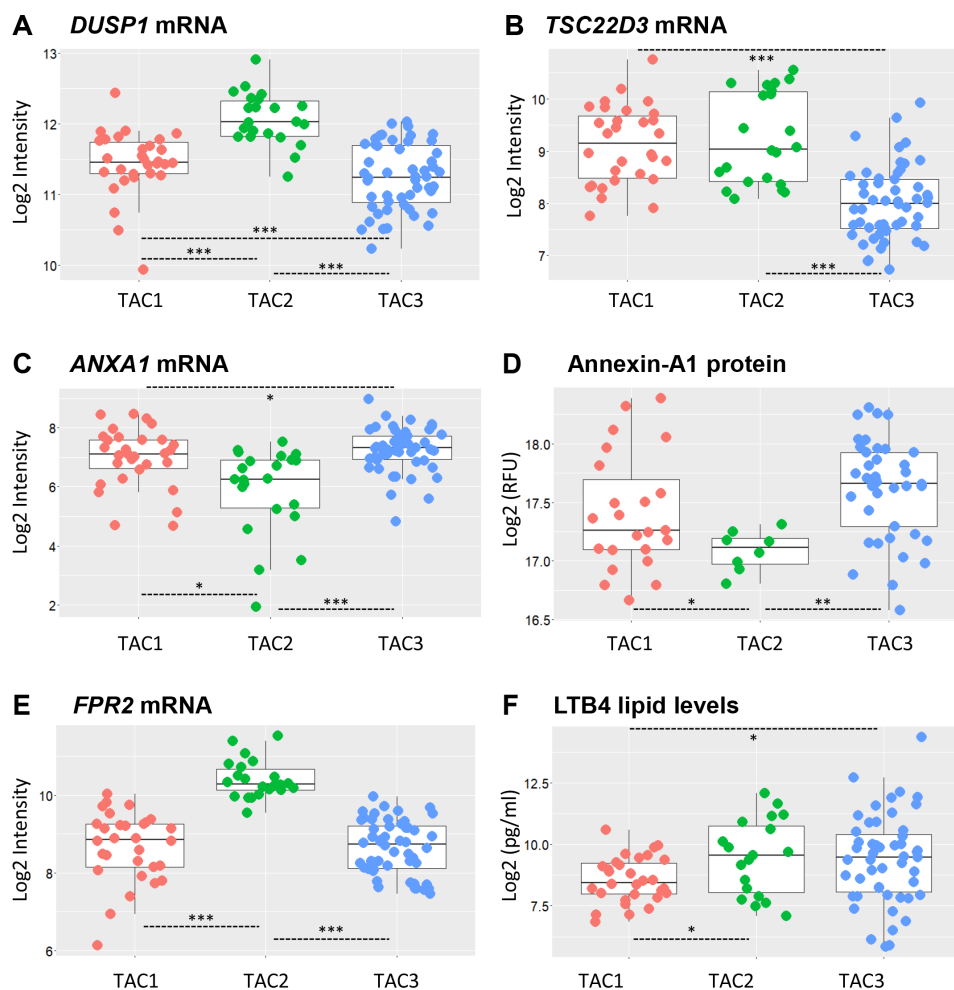 A DUSP1 mRNA
Log2 Intensity
13
12
11
10
***
***
***
TAC1 TAC2 TAC3
B TSC22D3 mRNA
Log2 Intensity
10
9
8
7
***
***
TAC1 TAC2 TAC3
C ANXA1 mRNA
Log2 Intensity
8
6
4
2
*
*
***
TAC1 TAC2 TAC3
D Annexin-A1 protein
Log2 (RFU)
18.0
17.5
17.0
16.5
*
**
TAC1 TAC2 TAC3
E FPR2 mRNA
Log2 Intensity
10
8
6
***
***
TAC1 TAC2 TAC3
F LTB4 lipid levels
Log2 (pg/ml)
12.5
10.0
7.5
*
*
TAC1 TAC2 TAC3